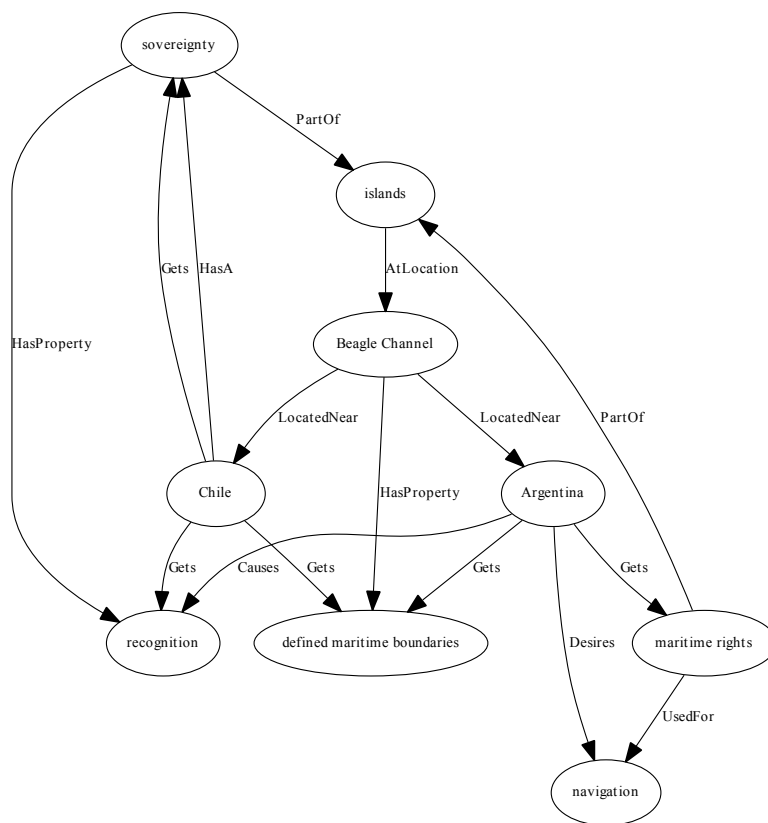 sovereignty
PartOf
islands
Gets
HasA
AtLocation
HasProperty
Beagle Channel
LocatedNear
LocatedNear
PartOf
Chile
HasProperty
Argentina
Gets
Causes
Gets
Gets
Gets
recognition
defined maritime boundaries
Desires
maritime rights
UsedFor
navigation